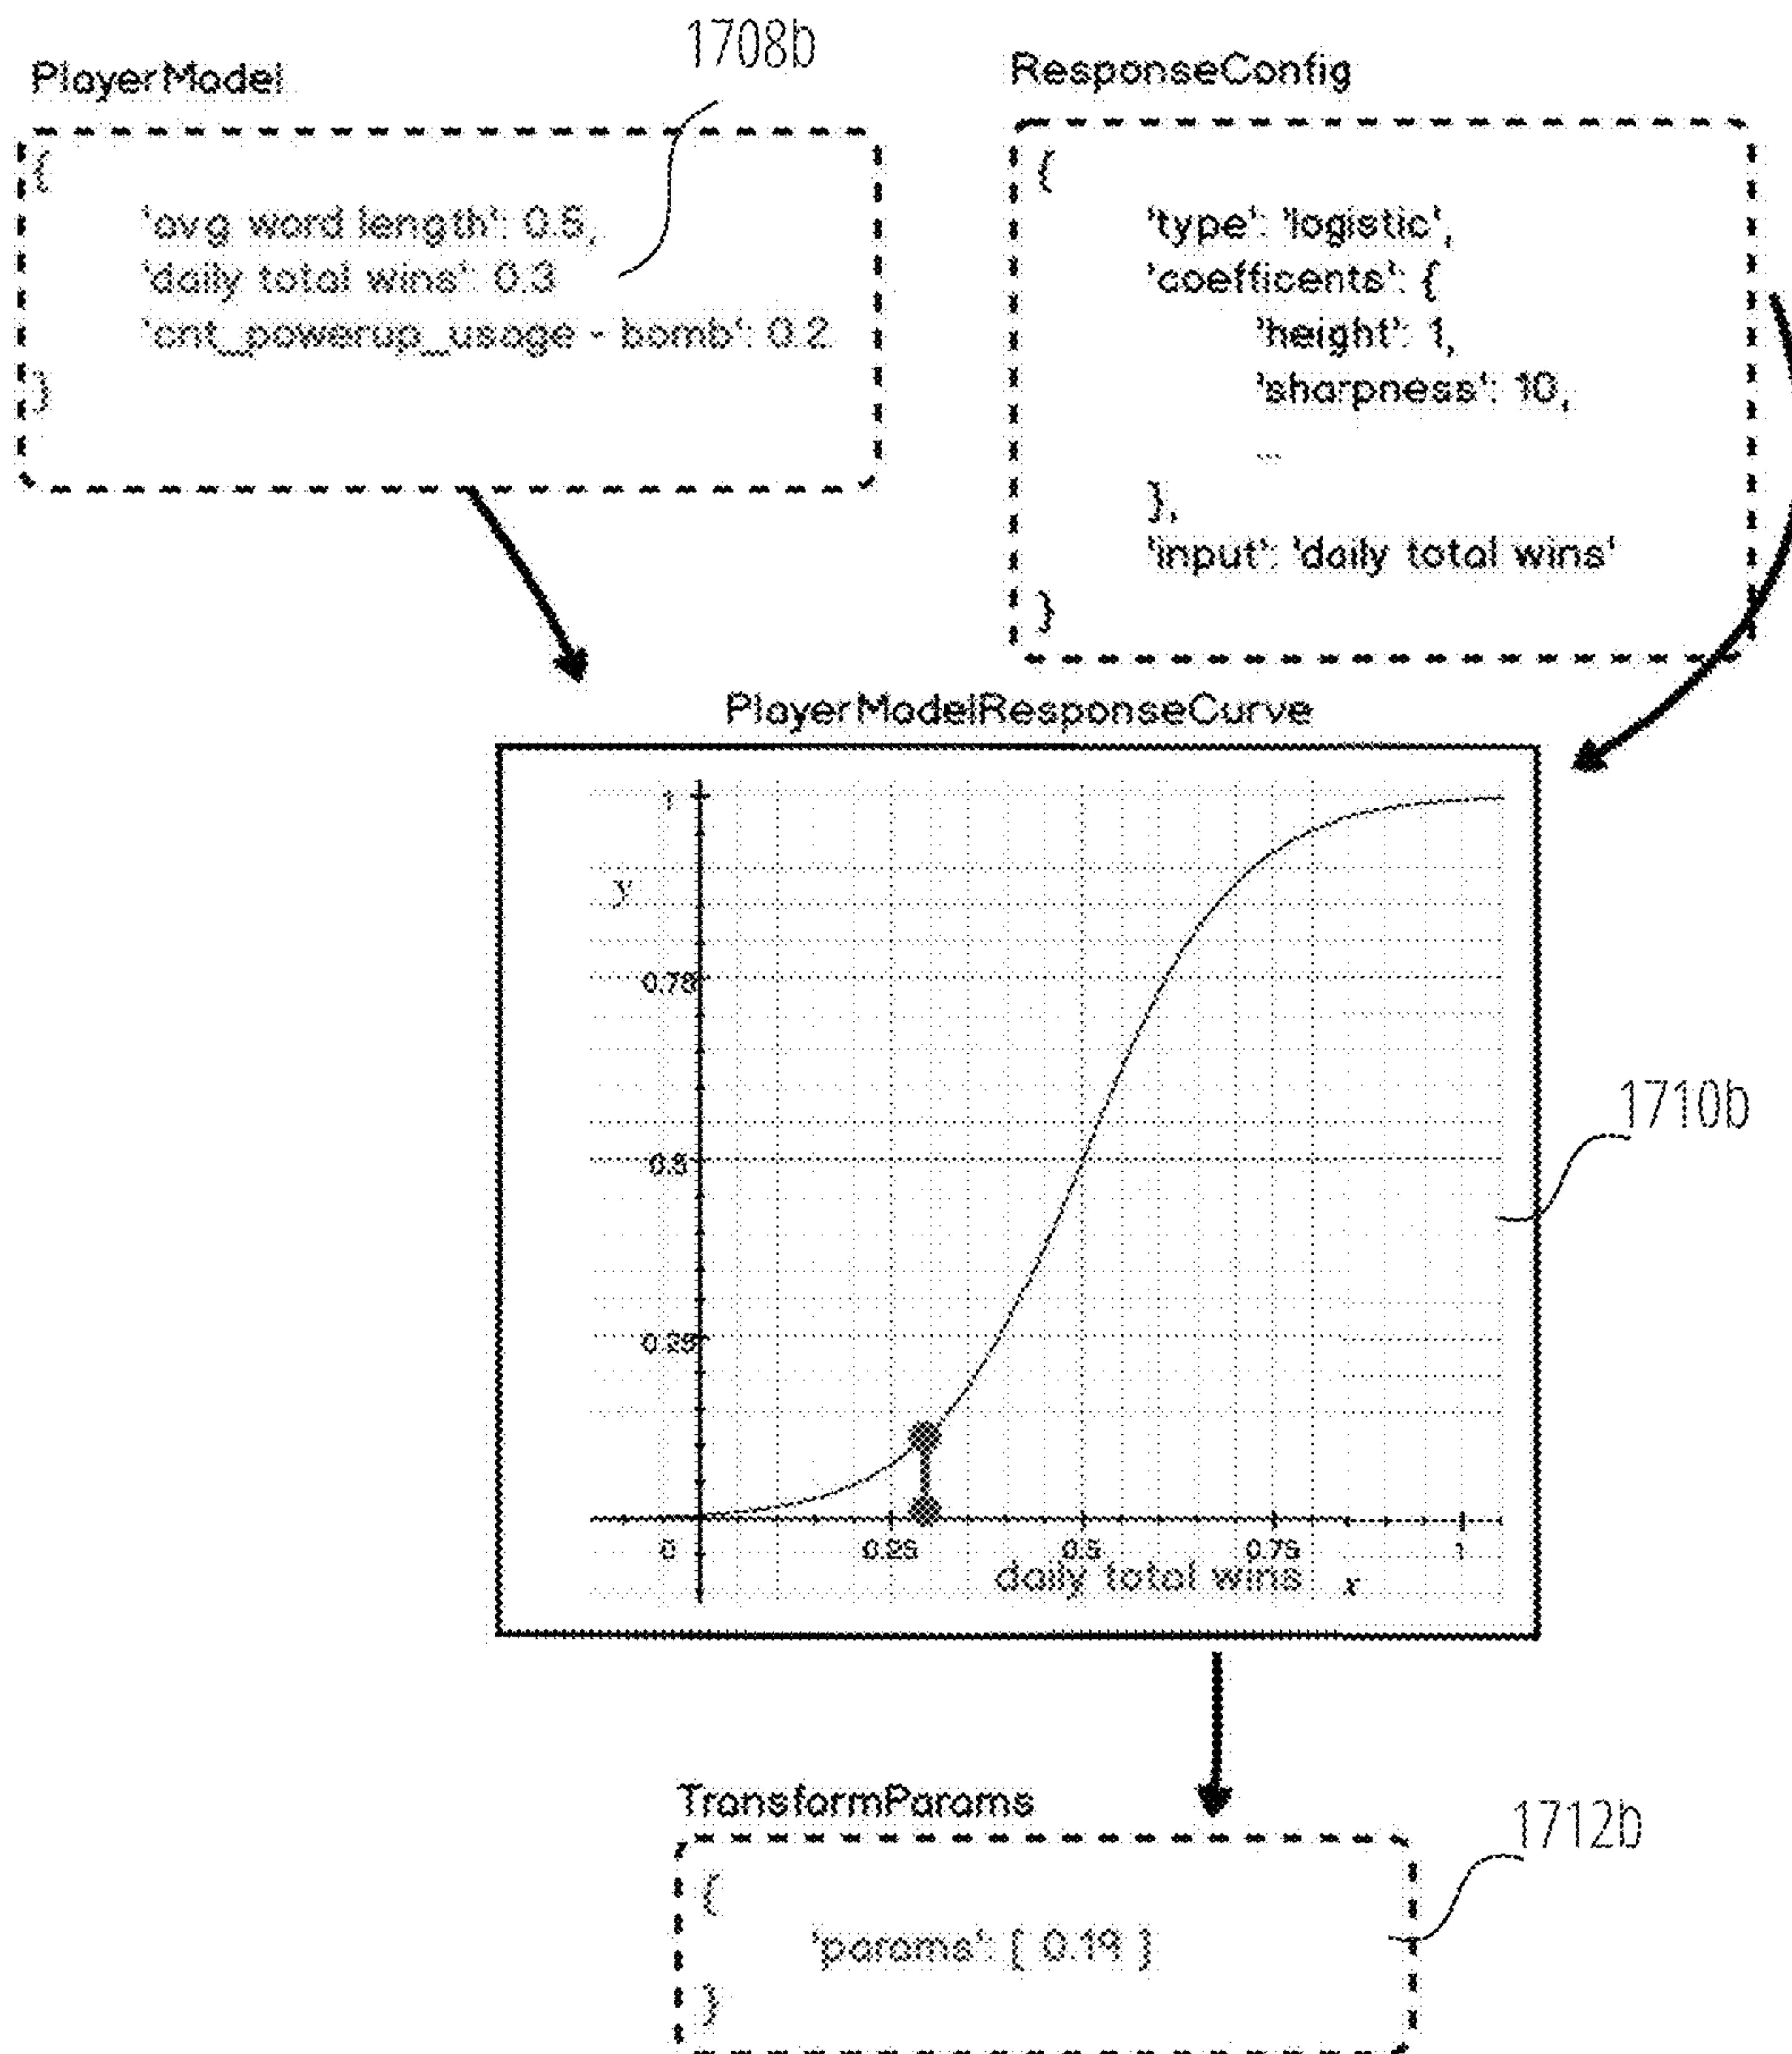 1708b
PlayerModel
{
'avg word length': 0.5,
'daily total wins': 0.3
'cnt_powerup_usage - bomb': 0.2
}
ResponseConfig
{
'type': 'logistic',
'coefficents': {
'height': 1,
'sharpness': 10,
...
},
'input': 'daily total wins'
}
PlayerModelResponseCurve
1
y
0.75
0.5
0.25
0 0.25 0.5 0.75 1
daily total wins x
1710b
TransformParams
1712b
{
'params': [ 0.19 ]
}